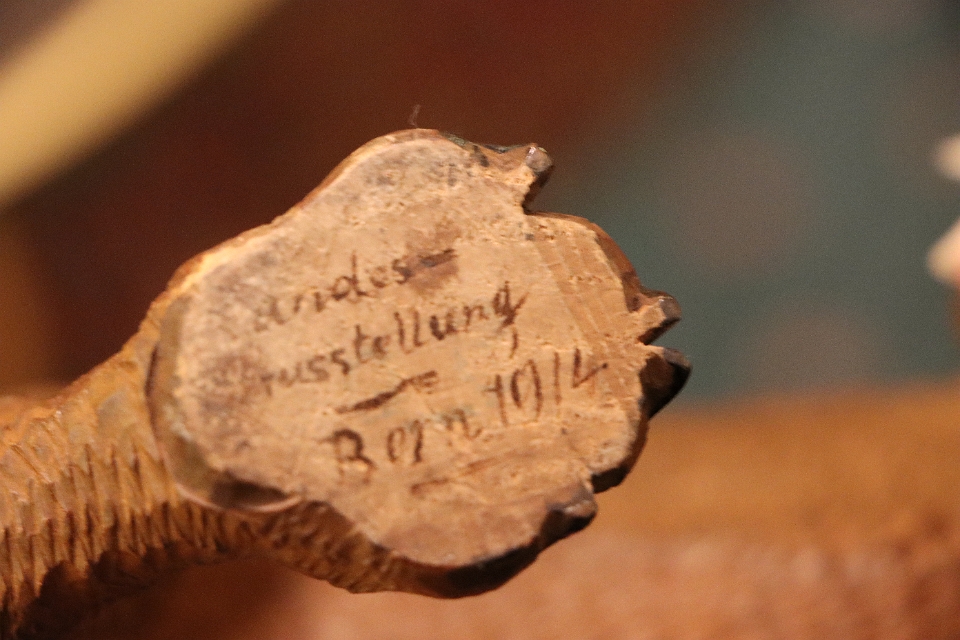 andes-
usstellung
Bern 1914